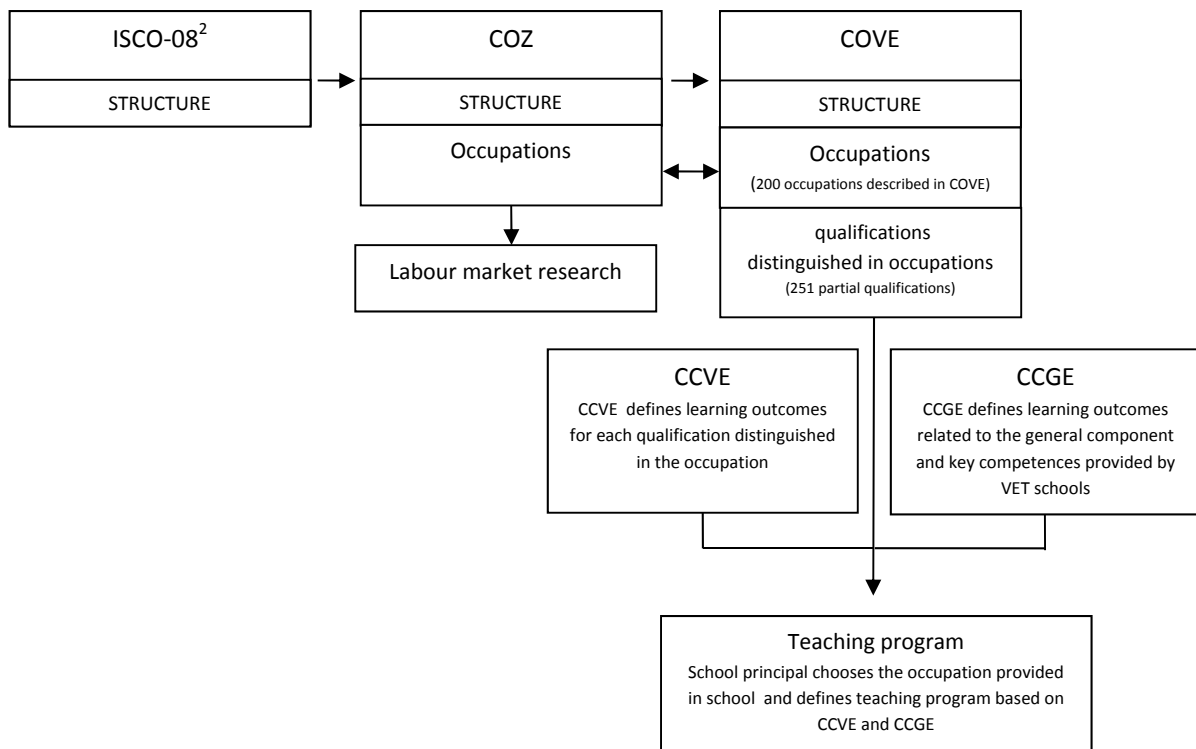 ISCO-08²
STRUCTURE
COZ
STRUCTURE
Occupations
COVE
STRUCTURE
Occupations
(200 occupations described in COVE)
qualifications
distinguished in occupations
(251 partial qualifications)
Labour market research
CCVE
CCVE defines learning outcomes
for each qualification distinguished
in the occupation
CCGE
CCGE defines learning outcomes
related to the general component
and key competences provided by
VET schools
Teaching program
School principal chooses the occupation provided
in school and defines teaching program based on
CCVE and CCGE